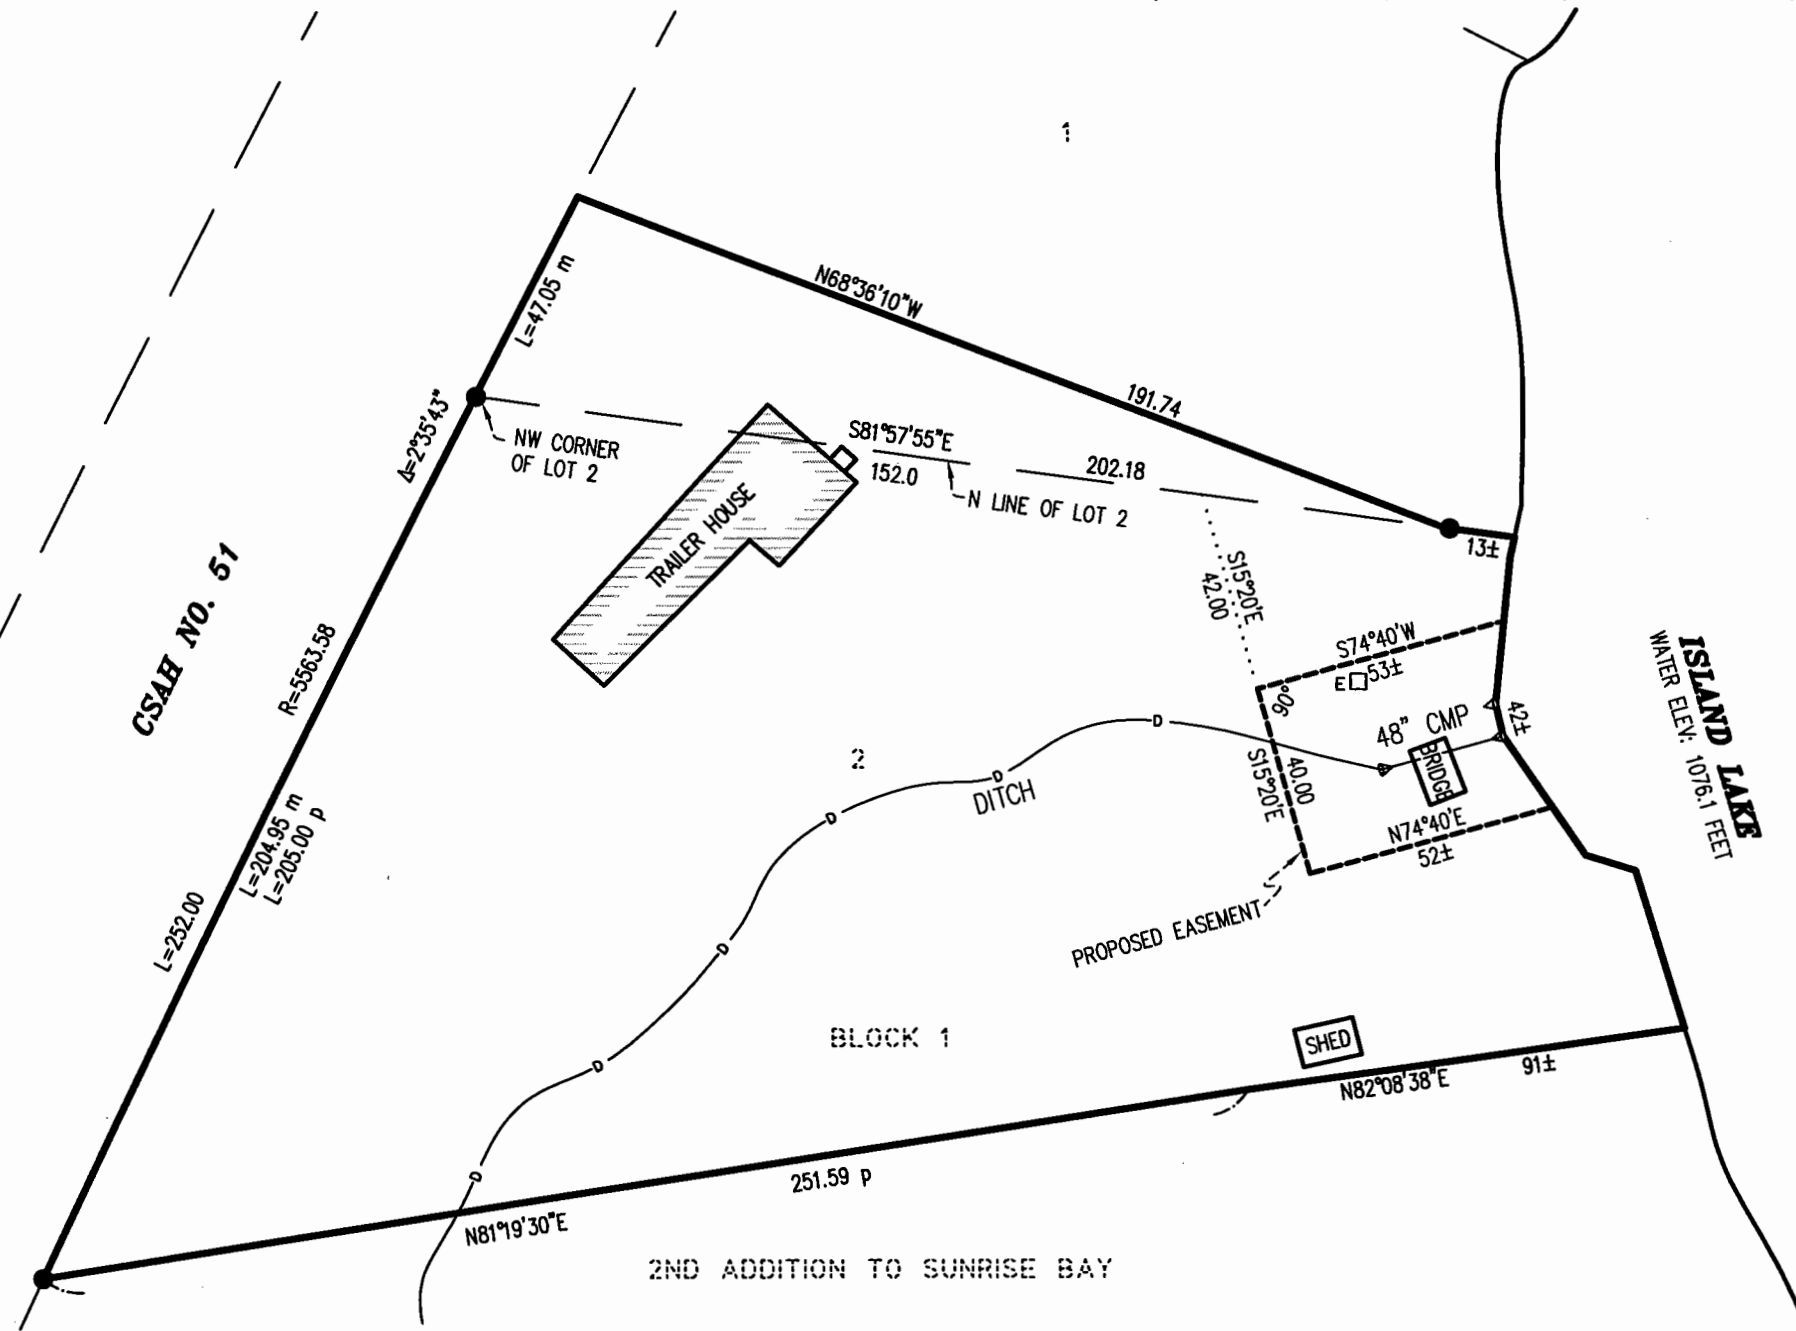 1
L=47.05 m
N68°36'10"W
191.74
Δ=2°35'43"
NW CORNER
OF LOT 2
S81°57'55"E
152.0
202.18
N LINE OF LOT 2
13±
TRAILER HOUSE
S15°20'E
42.00
CSAH NO. 51
R=5563.58
S74°40'W
53±
E
90°
ISLAND LAKE
WATER ELEV: 1076.1 FEET
48" CMP
42±
BRIDGE
D
D
D
D
D
D
2
DITCH
40.00
S15°20'E
N74°40'E
52±
L=204.95 m
L=205.00 p
L=252.00
PROPOSED EASEMENT
BLOCK 1
SHED
N82°08'38"E
91±
251.59 p
N81°19'30"E
2ND ADDITION TO SUNRISE BAY